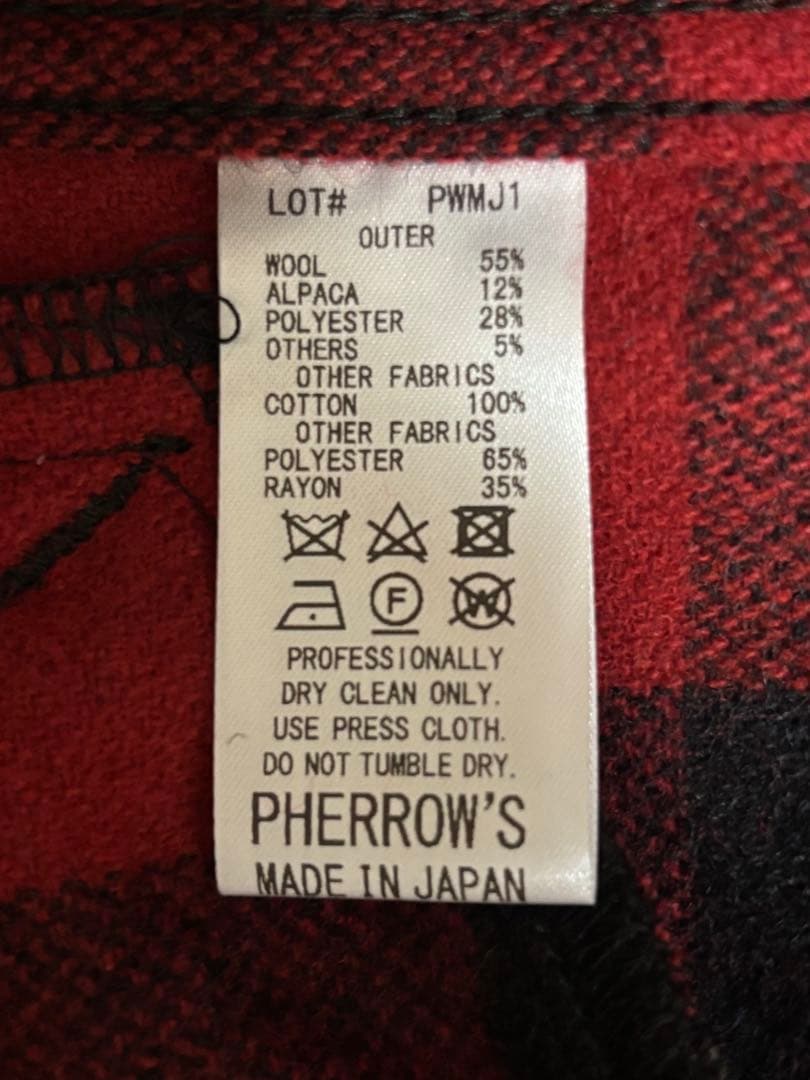 LOT# PWMJ1
OUTER
WOOL 55%
ALPACA 12%
POLYESTER 28%
OTHERS 5%
OTHER FABRICS
COTTON 100%
OTHER FABRICS
POLYESTER 65%
RAYON 35%
F W
PROFESSIONALLY
DRY CLEAN ONLY.
USE PRESS CLOTH.
DO NOT TUMBLE DRY.
PHERROW'S
MADE IN JAPAN